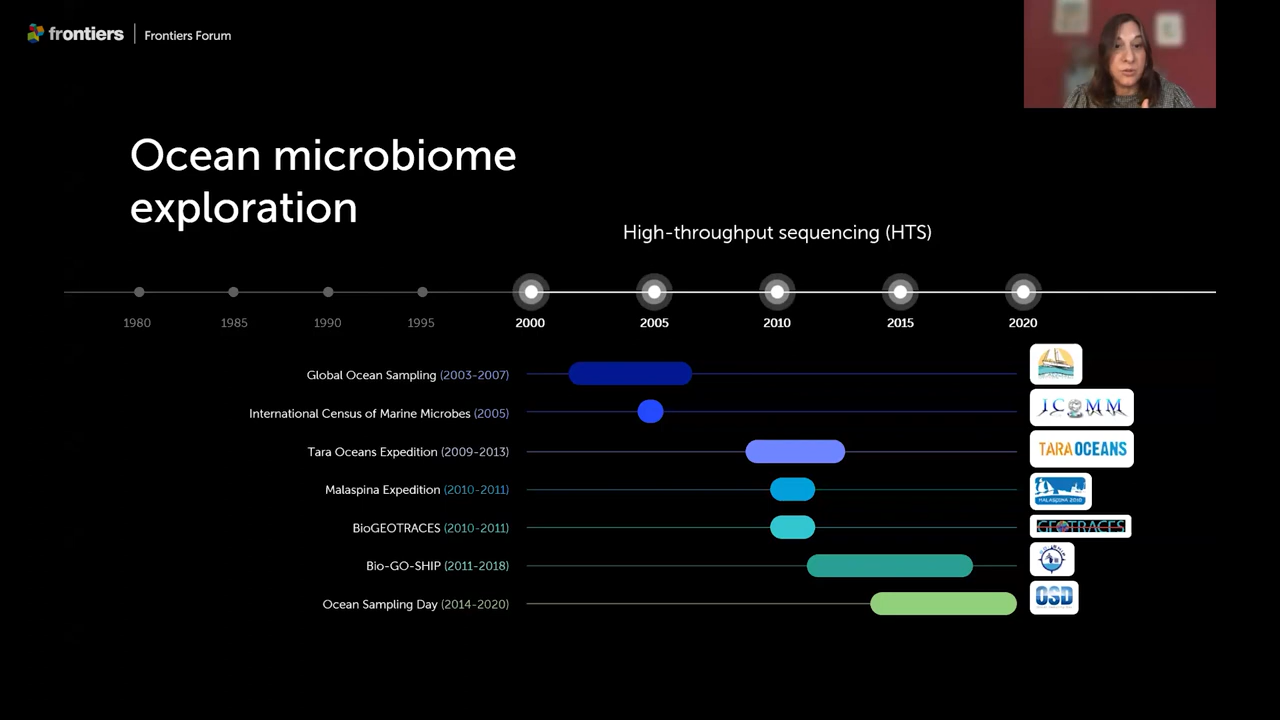 frontiers
Frontiers Forum
Ocean microbiome
exploration
High-throughput sequencing (HTS)
1980
1985
1990
1995
2000
2005
2010
2015
2020
Global Ocean Sampling (2003-2007)
International Census of Marine Microbes (2005)
ICOMM
Tara Oceans Expedition (2009-2013)
TARA OCEANS
Malaspina Expedition (2010-2011)
MALASPINA 2010
BioGEOTRACES (2010-2011)
GEOTRACES
Bio-GO-SHIP (2011-2018)
Ocean Sampling Day (2014-2020)
OSD